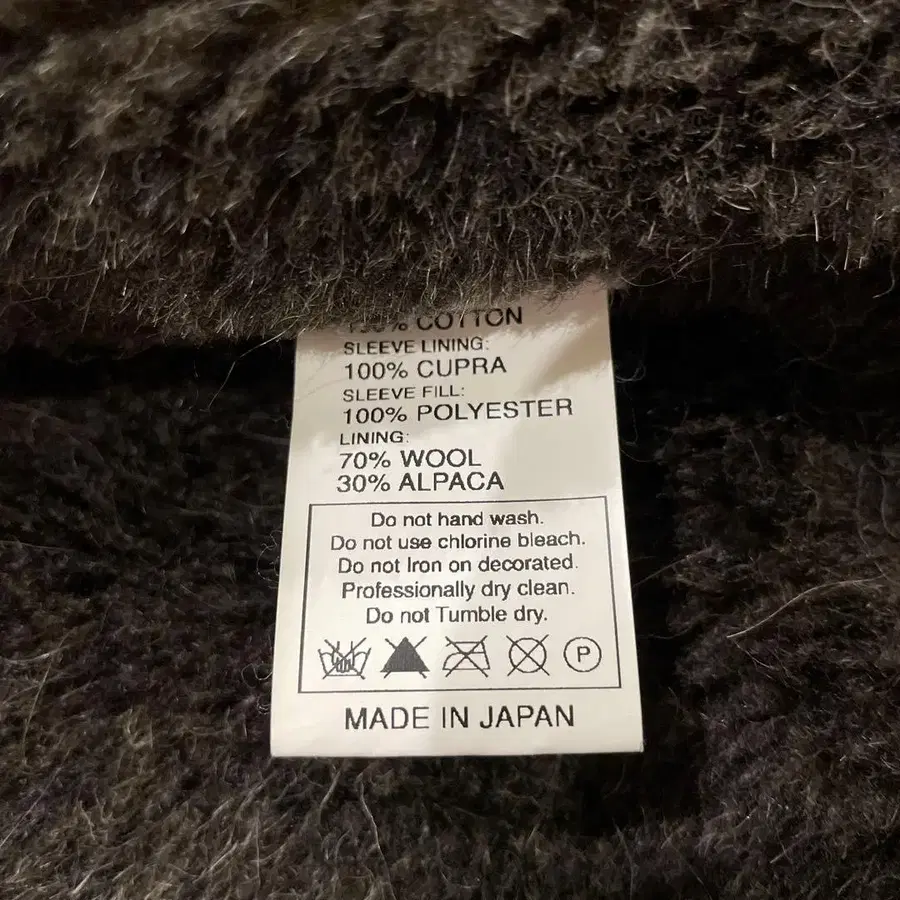 100% COTTON
SLEEVE LINING:
100% CUPRA
SLEEVE FILL:
100% POLYESTER
LINING:
70% WOOL
30% ALPACA
Do not hand wash.
Do not use chlorine bleach.
Do not Iron on decorated.
Professionally dry clean.
Do not Tumble dry.
P
MADE IN JAPAN